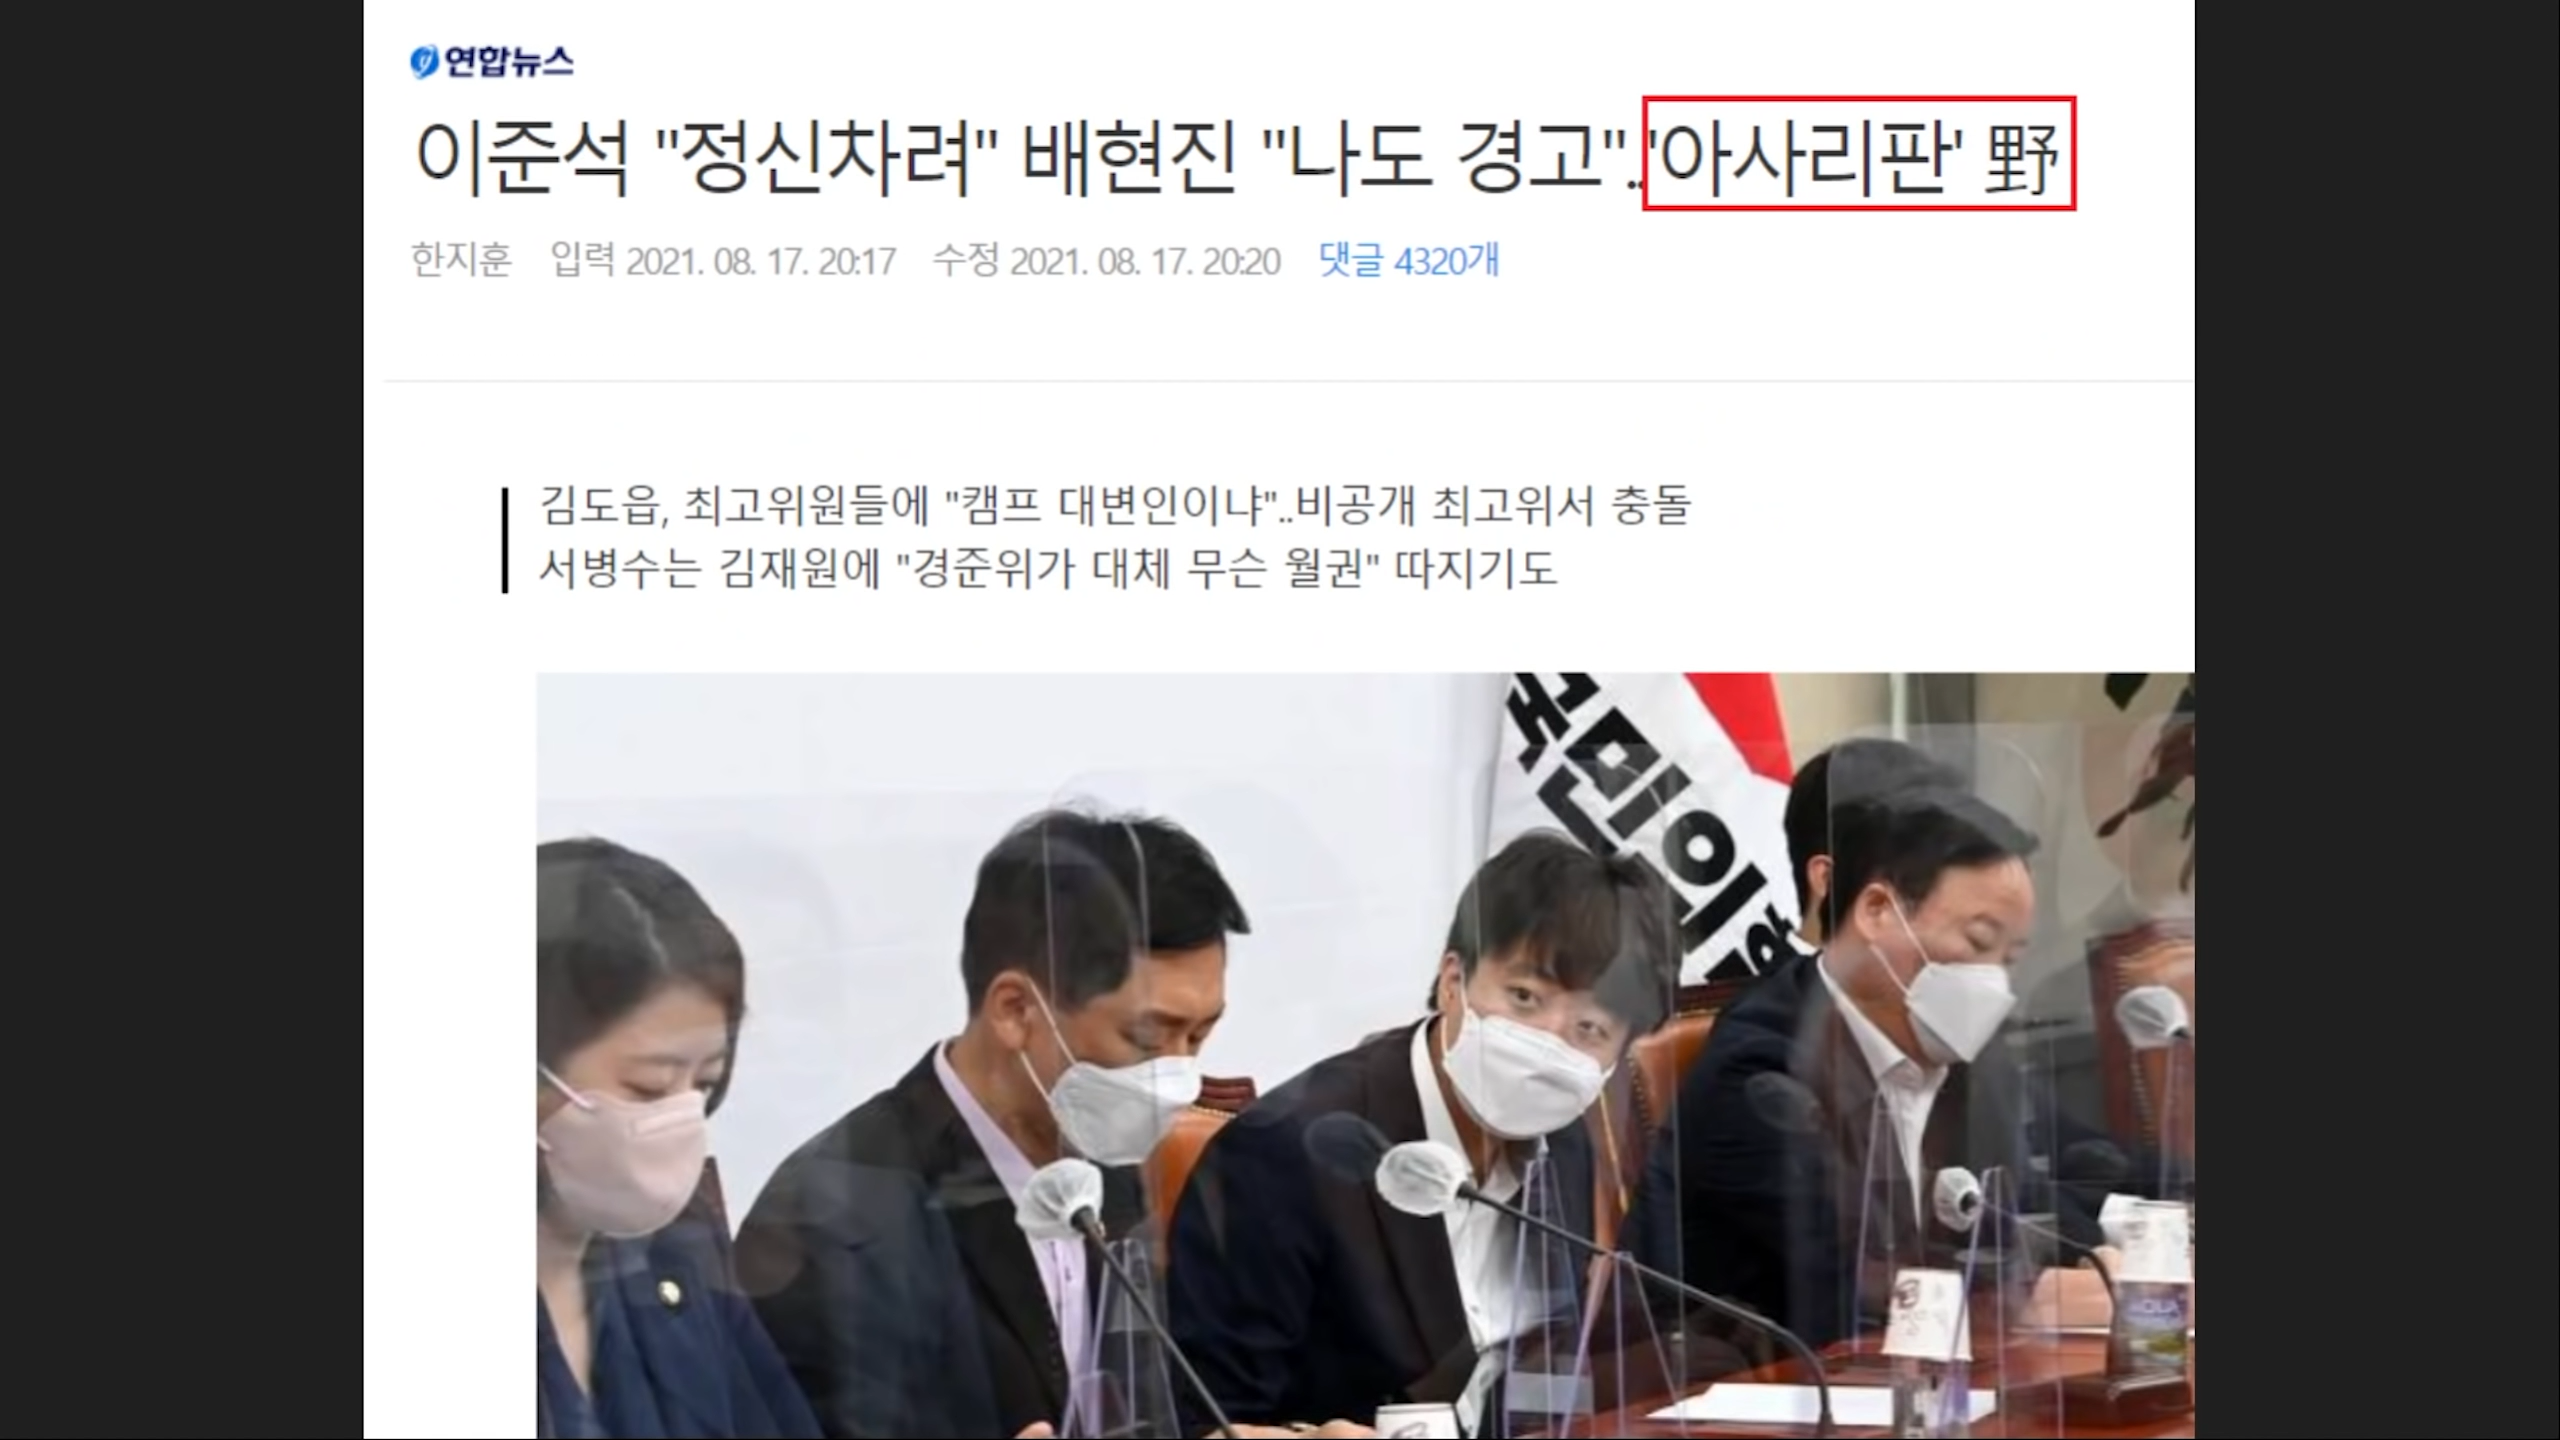 연합뉴스
이준석 "정신차려" 배현진 "나도 경고"..'아사리판' 野
한지훈 입력 2021. 08. 17. 20:17 수정 2021. 08. 17. 20:20 댓글 4320개
김도읍, 최고위원들에 "캠프 대변인이냐"..비공개 최고위서 충돌
서병수는 김재원에 "경준위가 대체 무슨 월권" 따지기도
국민의힘